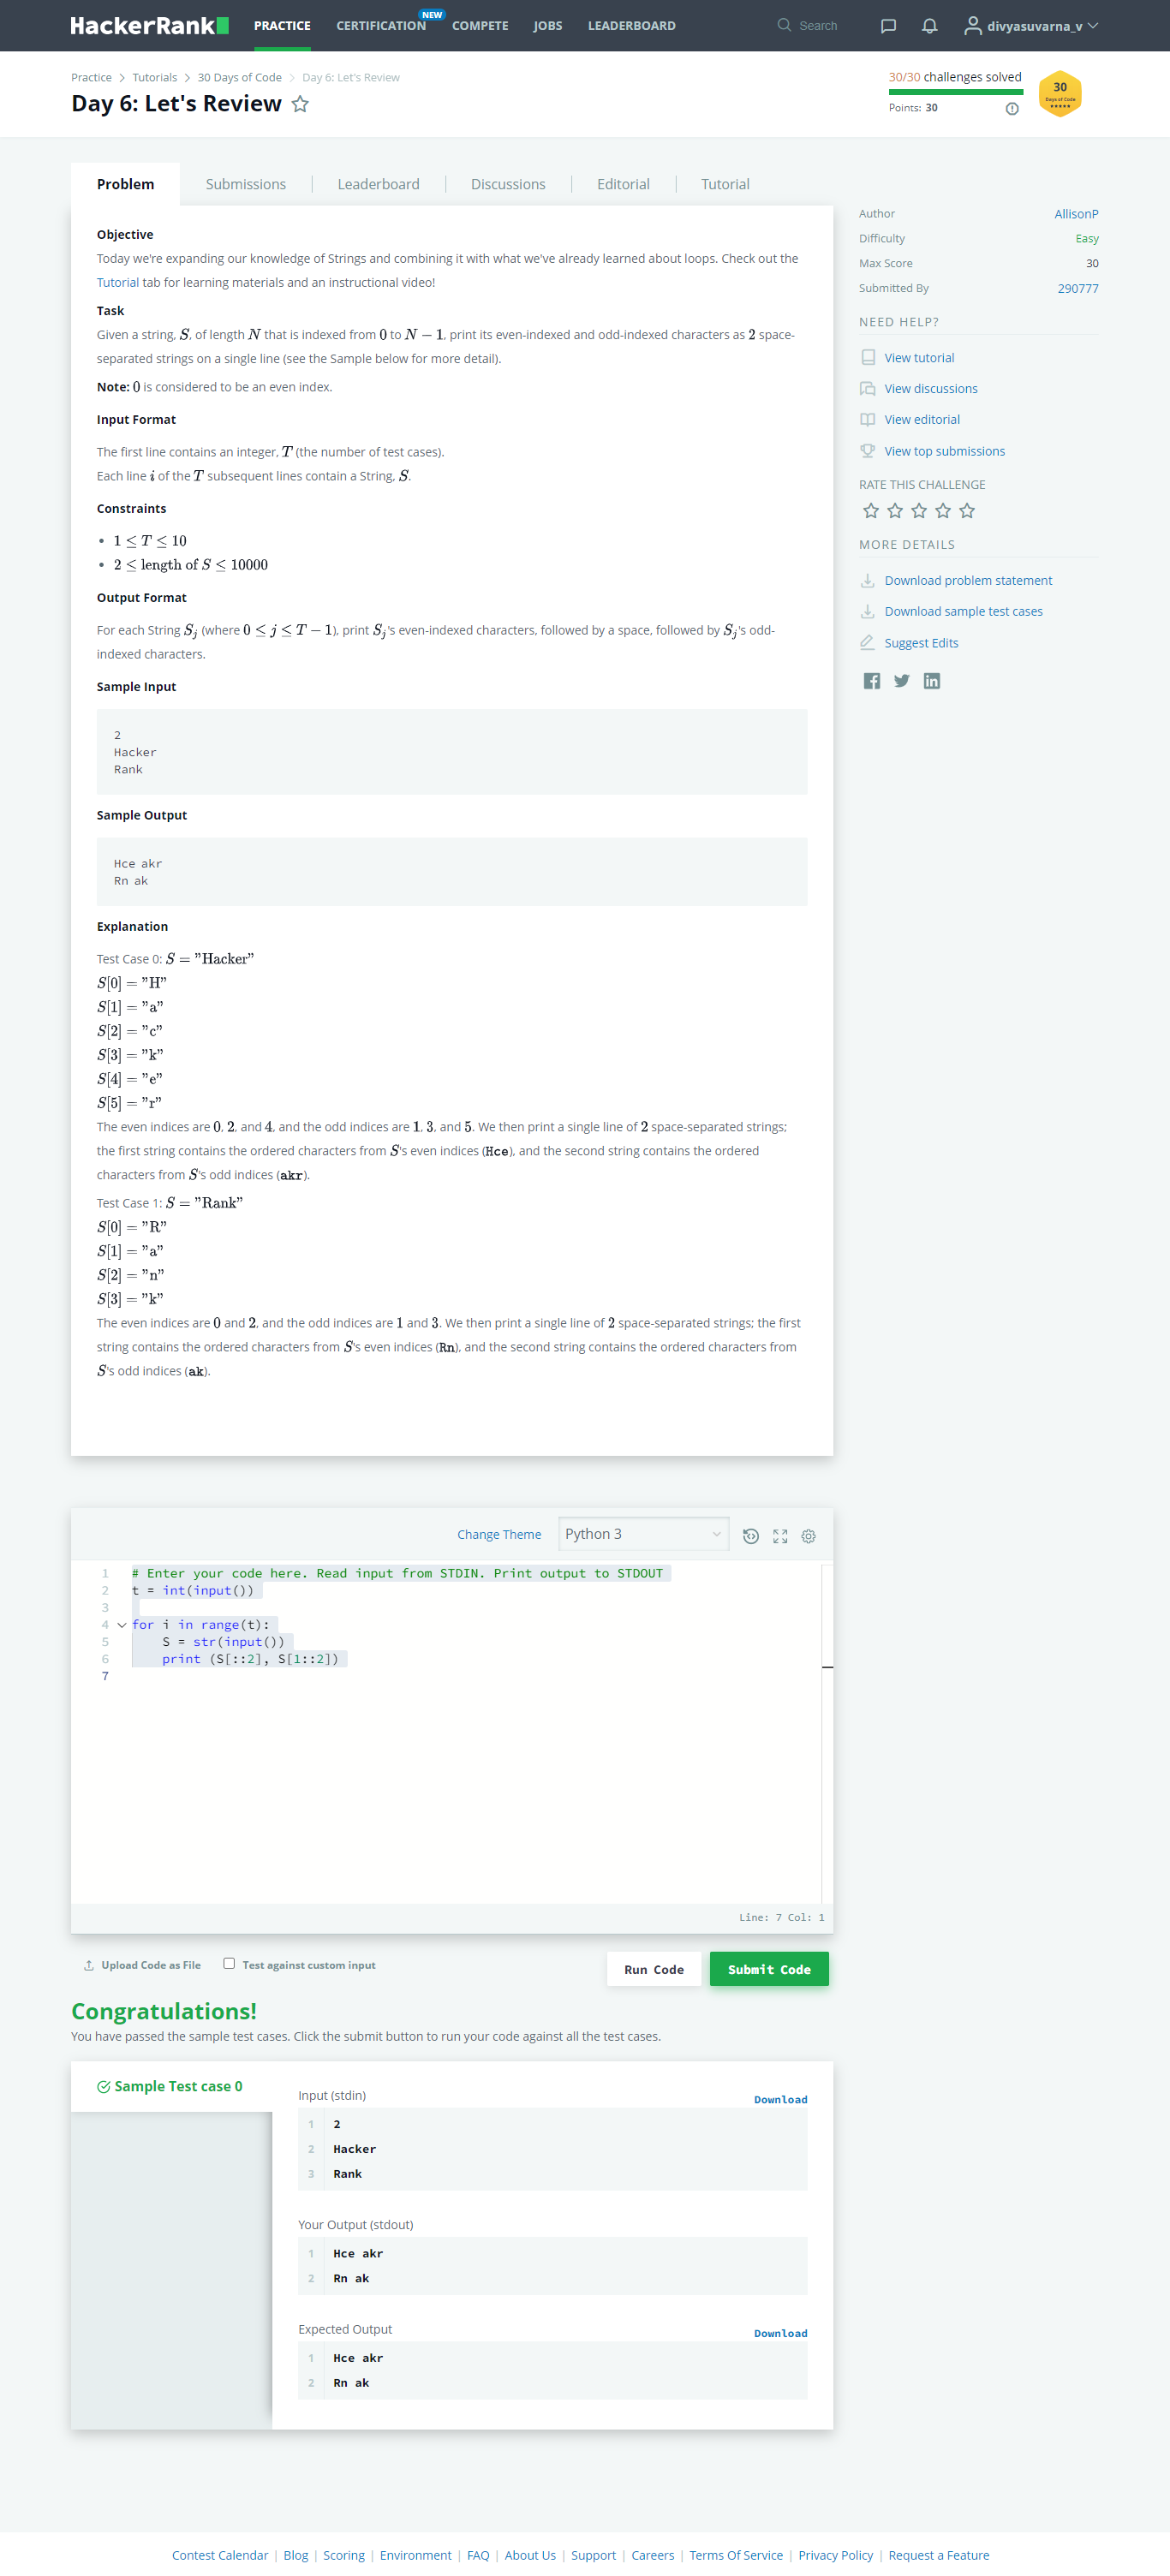 HackerRank PRACTICE CERTIFICATION NEW COMPETE JOBS LEADERBOARD Search divyasuvarna_v
Practice > Tutorials > 30 Days of Code > Day 6: Let's Review
Day 6: Let's Review
30/30 challenges solved
Points: 30
30
Days of Code
Problem Submissions Leaderboard Discussions Editorial Tutorial
Objective
Today we're expanding our knowledge of Strings and combining it with what we've already learned about loops. Check out the
Tutorial tab for learning materials and an instructional video!
Task
Given a string, S, of length N that is indexed from 0 to N − 1, print its even-indexed and odd-indexed characters as 2 space-
separated strings on a single line (see the Sample below for more detail).
Note: 0 is considered to be an even index.
Input Format
The first line contains an integer, T (the number of test cases).
Each line i of the T subsequent lines contain a String, S.
Constraints
• 1 ≤ T ≤ 10
• 2 ≤ length of S ≤ 10000
Output Format
For each String Sj (where 0 ≤ j ≤ T − 1), print Sj's even-indexed characters, followed by a space, followed by Sj's odd-
indexed characters.
Sample Input
2
Hacker
Rank
Sample Output
Hce akr
Rn ak
Explanation
Test Case 0: S = "Hacker"
S[0] = "H"
S[1] = "a"
S[2] = "c"
S[3] = "k"
S[4] = "e"
S[5] = "r"
The even indices are 0, 2, and 4, and the odd indices are 1, 3, and 5. We then print a single line of 2 space-separated strings;
the first string contains the ordered characters from S's even indices (Hce), and the second string contains the ordered
characters from S's odd indices (akr).
Test Case 1: S = "Rank"
S[0] = "R"
S[1] = "a"
S[2] = "n"
S[3] = "k"
The even indices are 0 and 2, and the odd indices are 1 and 3. We then print a single line of 2 space-separated strings; the first
string contains the ordered characters from S's even indices (Rn), and the second string contains the ordered characters from
S's odd indices (ak).
Author AllisonP
Difficulty Easy
Max Score 30
Submitted By 290777
NEED HELP?
View tutorial
View discussions
View editorial
View top submissions
RATE THIS CHALLENGE
MORE DETAILS
Download problem statement
Download sample test cases
Suggest Edits
Change Theme Python 3
1 # Enter your code here. Read input from STDIN. Print output to STDOUT
2 t = int(input())
3
4 for i in range(t):
5     S = str(input())
6     print (S[::2], S[1::2])
7
Line: 7 Col: 1
Upload Code as File Test against custom input Run Code Submit Code
Congratulations!
You have passed the sample test cases. Click the submit button to run your code against all the test cases.
Sample Test case 0
Input (stdin) Download
1 2
2 Hacker
3 Rank
Your Output (stdout)
1 Hce akr
2 Rn ak
Expected Output Download
1 Hce akr
2 Rn ak
Contest Calendar | Blog | Scoring | Environment | FAQ | About Us | Support | Careers | Terms Of Service | Privacy Policy | Request a Feature